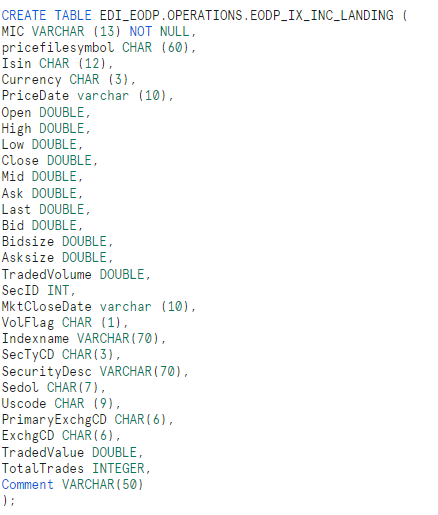 CREATE TABLE EDI_EODP.OPERATIONS.EODP_IX_INC_LANDING (
MIC VARCHAR (13) NOT NULL,
pricefilesymbol CHAR (60),
Isin CHAR (12),
Currency CHAR (3),
PriceDate varchar (10),
Open DOUBLE,
High DOUBLE,
Low DOUBLE,
Close DOUBLE,
Mid DOUBLE,
Ask DOUBLE,
Last DOUBLE,
Bid DOUBLE,
Bidsize DOUBLE,
Asksize DOUBLE,
TradedVolume DOUBLE,
SecID INT,
MktCloseDate varchar (10),
VolFlag CHAR (1),
Indexname VARCHAR(70),
SecTyCD CHAR(3),
SecurityDesc VARCHAR(70),
Sedol CHAR(7),
Uscode CHAR (9),
PrimaryExchgCD CHAR(6),
ExchgCD CHAR(6),
TradedValue DOUBLE,
TotalTrades INTEGER,
Comment VARCHAR(50)
);